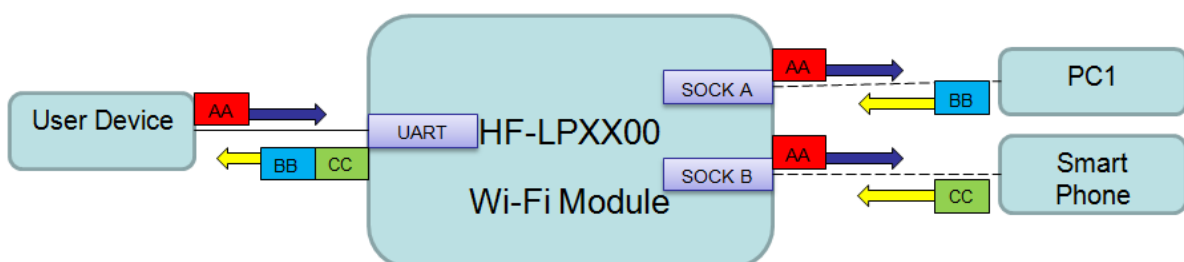 User Device
AA
BB
CC
UART
HF-LPXX00
Wi-Fi Module
SOCK A
AA
BB
PC1
SOCK B
AA
CC
Smart
Phone